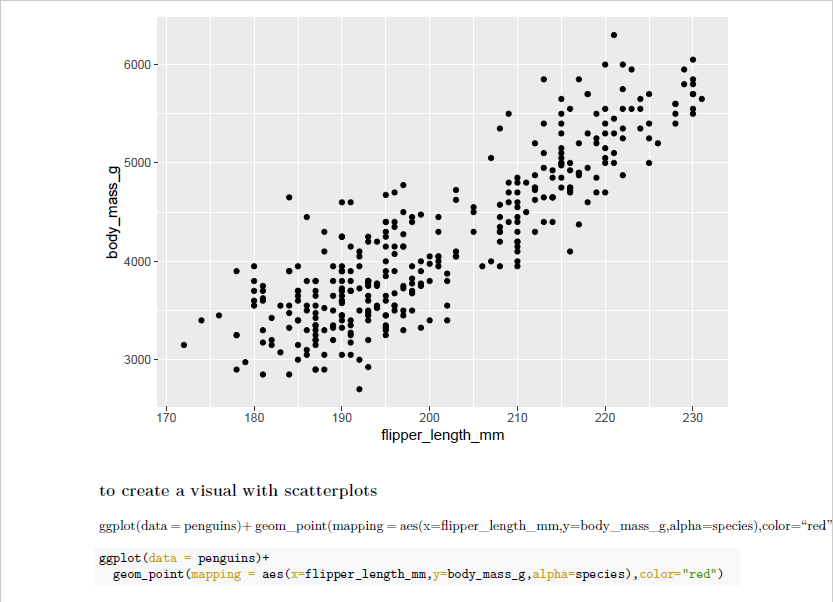 6000
5000
4000
3000
body_mass_g
170 180 190 200 210 220 230
flipper_length_mm
to create a visual with scatterplots
ggplot(data = penguins)+ geom_point(mapping = aes(x=flipper_length_mm,y=body_mass_g,alpha=species),color=“red”
ggplot(data = penguins)+
geom_point(mapping = aes(x=flipper_length_mm,y=body_mass_g,alpha=species),color="red")